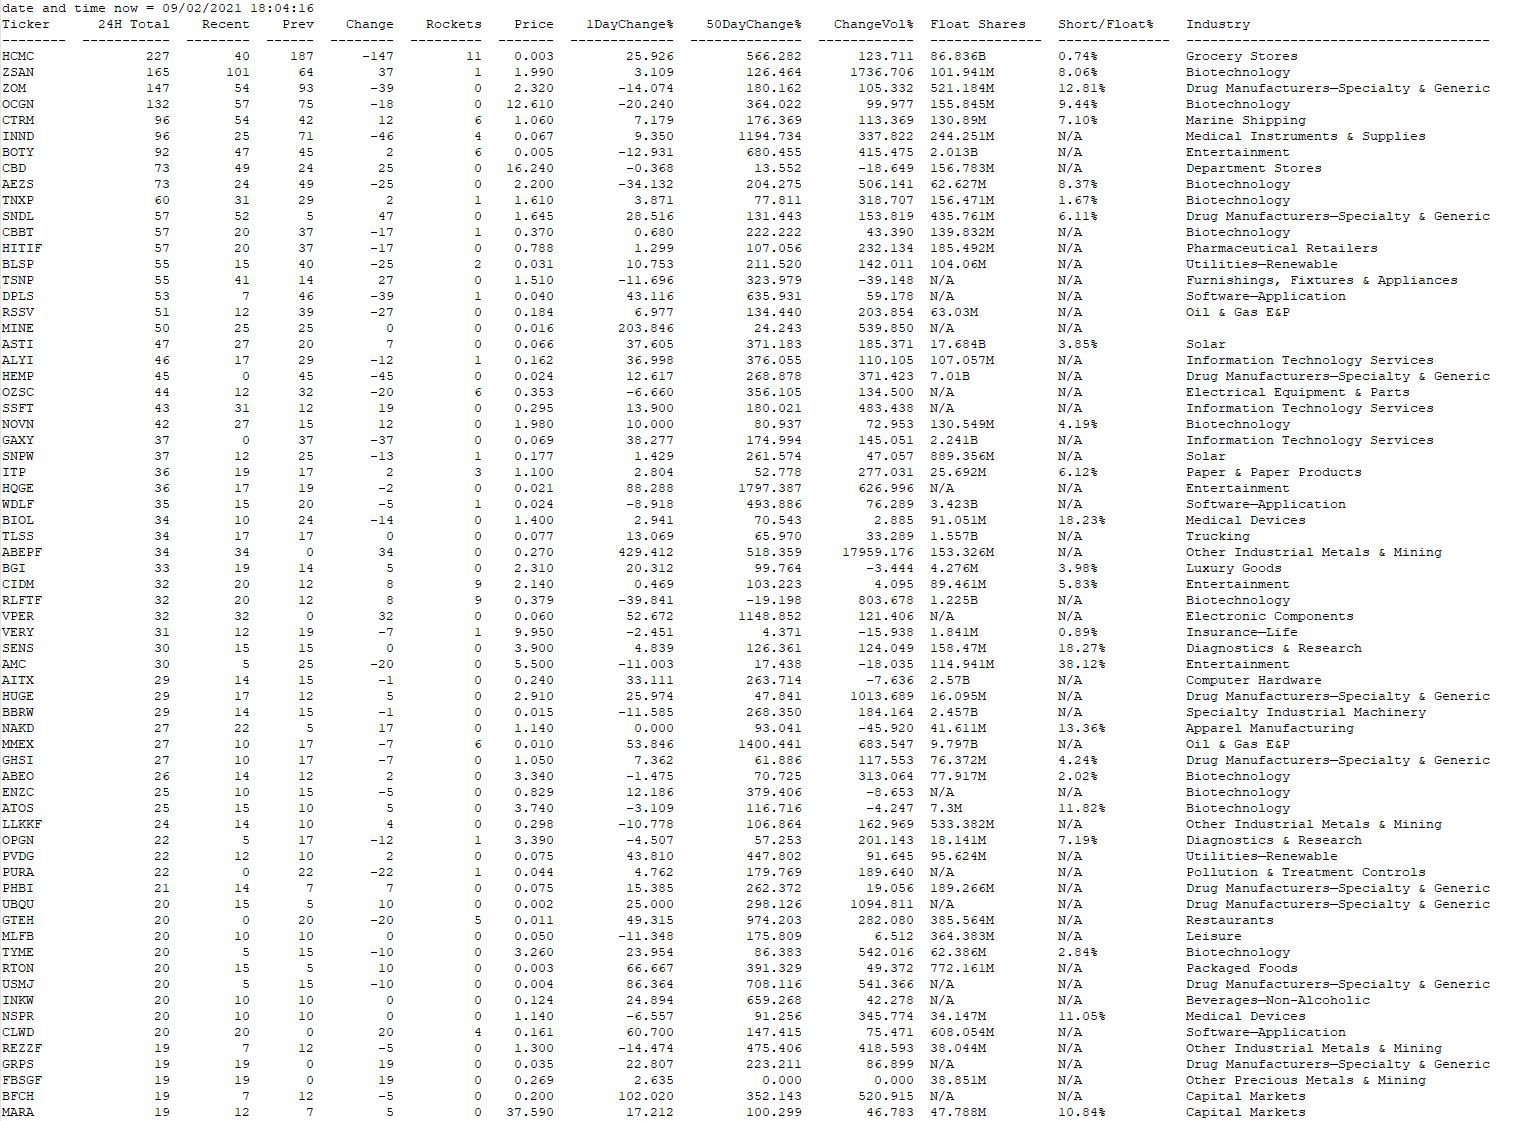 date and time now = 09/02/2021 18:04:16
Ticker 24H Total Recent Prev Change Rockets Price 1DayChange% 50DayChange% ChangeVol% Float Shares Short/Float% Industry
-------- ----------- -------- ------ -------- --------- ------- ------------- -------------- ------------ -------------- -------------- --------------------------------------
HCMC 227 40 187 -147 11 0.003 25.926 566.282 123.711 86.836B 0.74% Grocery Stores
ZSAN 165 101 64 37 1 1.990 3.109 126.464 1736.706 101.941M 8.06% Biotechnology
ZOM 147 54 93 -39 0 2.320 -14.074 180.162 105.332 521.184M 12.81% Drug Manufacturers—Specialty & Generic
OCGN 132 57 75 -18 0 12.610 -20.240 364.022 99.977 155.845M 9.44% Biotechnology
CTRM 96 54 42 12 6 1.060 7.179 176.369 113.369 130.89M 7.10% Marine Shipping
INND 96 25 71 -46 4 0.067 9.350 1194.734 337.822 244.251M N/A Medical Instruments & Supplies
BOTY 92 47 45 2 6 0.005 -12.931 680.455 415.475 2.013B N/A Entertainment
CBD 73 49 24 25 0 16.240 -0.368 13.552 -18.649 156.783M N/A Department Stores
AEZS 73 24 49 -25 0 2.200 -34.132 204.275 506.141 62.627M 8.37% Biotechnology
TNXP 60 31 29 2 1 1.610 3.871 77.811 318.707 156.471M 1.67% Biotechnology
SNDL 57 52 5 47 0 1.645 28.516 131.443 153.819 435.761M 6.11% Drug Manufacturers—Specialty & Generic
CBBT 57 20 37 -17 1 0.370 0.680 222.222 43.390 139.832M N/A Biotechnology
HITIF 57 20 37 -17 0 0.788 1.299 107.056 232.134 185.492M N/A Pharmaceutical Retailers
BLSP 55 15 40 -25 2 0.031 10.753 211.520 142.011 104.06M N/A Utilities—Renewable
TSNP 55 41 14 27 0 1.510 -11.696 323.979 -39.148 N/A N/A Furnishings, Fixtures & Appliances
DPLS 53 7 46 -39 1 0.040 43.116 635.931 59.178 N/A N/A Software—Application
RSSV 51 12 39 -27 0 0.184 6.977 134.440 203.854 63.03M N/A Oil & Gas E&P
MINE 50 25 25 0 0 0.016 203.846 24.243 539.850 N/A N/A
ASTI 47 27 20 7 0 0.066 37.605 371.183 185.371 17.684B 3.85% Solar
ALYI 46 17 29 -12 1 0.162 36.998 376.055 110.105 107.057M N/A Information Technology Services
HEMP 45 0 45 -45 0 0.024 12.617 268.878 371.423 7.01B N/A Drug Manufacturers—Specialty & Generic
OZSC 44 12 32 -20 6 0.353 -6.660 356.105 134.500 N/A N/A Electrical Equipment & Parts
SSFT 43 31 12 19 0 0.295 13.900 180.021 483.438 N/A N/A Information Technology Services
NOVN 42 27 15 12 0 1.980 10.000 80.937 72.953 130.549M 4.19% Biotechnology
GAXY 37 0 37 -37 0 0.069 38.277 174.994 145.051 2.241B N/A Information Technology Services
SNPW 37 12 25 -13 1 0.177 1.429 261.574 47.057 889.356M N/A Solar
ITP 36 19 17 2 3 1.100 2.804 52.778 277.031 25.692M 6.12% Paper & Paper Products
HQGE 36 17 19 -2 0 0.021 88.288 1797.387 626.996 N/A N/A Entertainment
WDLF 35 15 20 -5 1 0.024 -8.918 493.886 76.289 3.423B N/A Software—Application
BIOL 34 10 24 -14 0 1.400 2.941 70.543 2.885 91.051M 18.23% Medical Devices
TLSS 34 17 17 0 0 0.077 13.069 65.970 33.289 1.557B N/A Trucking
ABEPF 34 34 0 34 0 0.270 429.412 518.359 17959.176 153.326M N/A Other Industrial Metals & Mining
BGI 33 19 14 5 0 2.310 20.312 99.764 -3.444 4.276M 3.98% Luxury Goods
CIDM 32 20 12 8 9 2.140 0.469 103.223 4.095 89.461M 5.83% Entertainment
RLFTF 32 20 12 8 9 0.379 -39.841 -19.198 803.678 1.225B N/A Biotechnology
VPER 32 32 0 32 0 0.060 52.672 1148.852 121.406 N/A N/A Electronic Components
VERY 31 12 19 -7 1 9.950 -2.451 4.371 -15.938 1.841M 0.89% Insurance—Life
SENS 30 15 15 0 0 3.900 4.839 126.361 124.049 158.47M 18.27% Diagnostics & Research
AMC 30 5 25 -20 0 5.500 -11.003 17.438 -18.035 114.941M 38.12% Entertainment
AITX 29 14 15 -1 0 0.240 33.111 263.714 -7.636 2.57B N/A Computer Hardware
HUGE 29 17 12 5 0 2.910 25.974 47.841 1013.689 16.095M N/A Drug Manufacturers—Specialty & Generic
BBRW 29 14 15 -1 0 0.015 -11.585 268.350 184.164 2.457B N/A Specialty Industrial Machinery
NAKD 27 22 5 17 0 1.140 0.000 93.041 -45.920 41.611M 13.36% Apparel Manufacturing
MMEX 27 10 17 -7 6 0.010 53.846 1400.441 683.547 9.797B N/A Oil & Gas E&P
GHSI 27 10 17 -7 0 1.050 7.362 61.886 117.553 76.372M 4.24% Drug Manufacturers—Specialty & Generic
ABEO 26 14 12 2 0 3.340 -1.475 70.725 313.064 77.917M 2.02% Biotechnology
ENZC 25 10 15 -5 0 0.829 12.186 379.406 -8.653 N/A N/A Biotechnology
ATOS 25 15 10 5 0 3.740 -3.109 116.716 -4.247 7.3M 11.82% Biotechnology
LLKKF 24 14 10 4 0 0.298 -10.778 106.864 162.969 533.382M N/A Other Industrial Metals & Mining
OPGN 22 5 17 -12 1 3.390 -4.507 57.253 201.143 18.141M 7.19% Diagnostics & Research
PVDG 22 12 10 2 0 0.075 43.810 447.802 91.645 95.624M N/A Utilities—Renewable
PURA 22 0 22 -22 1 0.044 4.762 179.769 189.640 N/A N/A Pollution & Treatment Controls
PHBI 21 14 7 7 0 0.075 15.385 262.372 19.056 189.266M N/A Drug Manufacturers—Specialty & Generic
UBQU 20 15 5 10 0 0.002 25.000 298.126 1094.811 N/A N/A Drug Manufacturers—Specialty & Generic
GTEH 20 0 20 -20 5 0.011 49.315 974.203 282.080 385.564M N/A Restaurants
MLFB 20 10 10 0 0 0.050 -11.348 175.809 6.512 364.383M N/A Leisure
TYME 20 5 15 -10 0 3.260 23.954 86.383 542.016 62.386M 2.84% Biotechnology
RTON 20 15 5 10 0 0.003 66.667 391.329 49.372 772.161M N/A Packaged Foods
USMJ 20 5 15 -10 0 0.004 86.364 708.116 541.366 N/A N/A Drug Manufacturers—Specialty & Generic
INKW 20 10 10 0 0 0.124 24.894 659.268 42.278 N/A N/A Beverages—Non-Alcoholic
NSPR 20 10 10 0 0 1.140 -6.557 91.256 345.774 34.147M 11.05% Medical Devices
CLWD 20 20 0 20 4 0.161 60.700 147.415 75.471 608.054M N/A Software—Application
REZZF 19 7 12 -5 0 1.300 -14.474 475.406 418.593 38.044M N/A Other Industrial Metals & Mining
GRPS 19 19 0 19 0 0.035 22.807 223.211 86.899 N/A N/A Drug Manufacturers—Specialty & Generic
FBSGF 19 19 0 19 0 0.269 2.635 0.000 0.000 38.851M N/A Other Precious Metals & Mining
BFCH 19 7 12 -5 0 0.200 102.020 352.143 520.915 N/A N/A Capital Markets
MARA 19 12 7 5 0 37.590 17.212 100.299 46.783 47.788M 10.84% Capital Markets